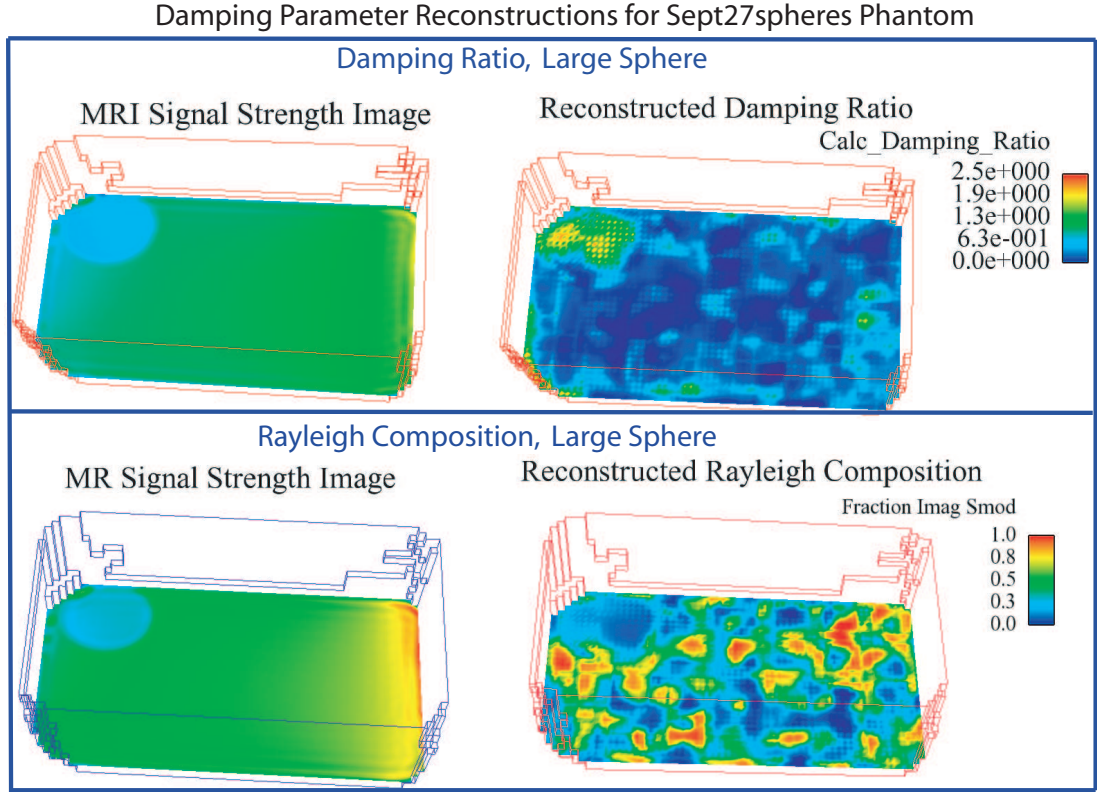 Damping Parameter Reconstructions for Sept27spheres Phantom
Damping Ratio, Large Sphere
MRI Signal Strength Image
Reconstructed Damping Ratio
Calc_Damping_Ratio
2.5e+000
1.9e+000
1.3e+000
6.3e-001
0.0e+000
Rayleigh Composition, Large Sphere
MR Signal Strength Image
Reconstructed Rayleigh Composition
Fraction Imag Smod
1.0
0.8
0.5
0.3
0.0